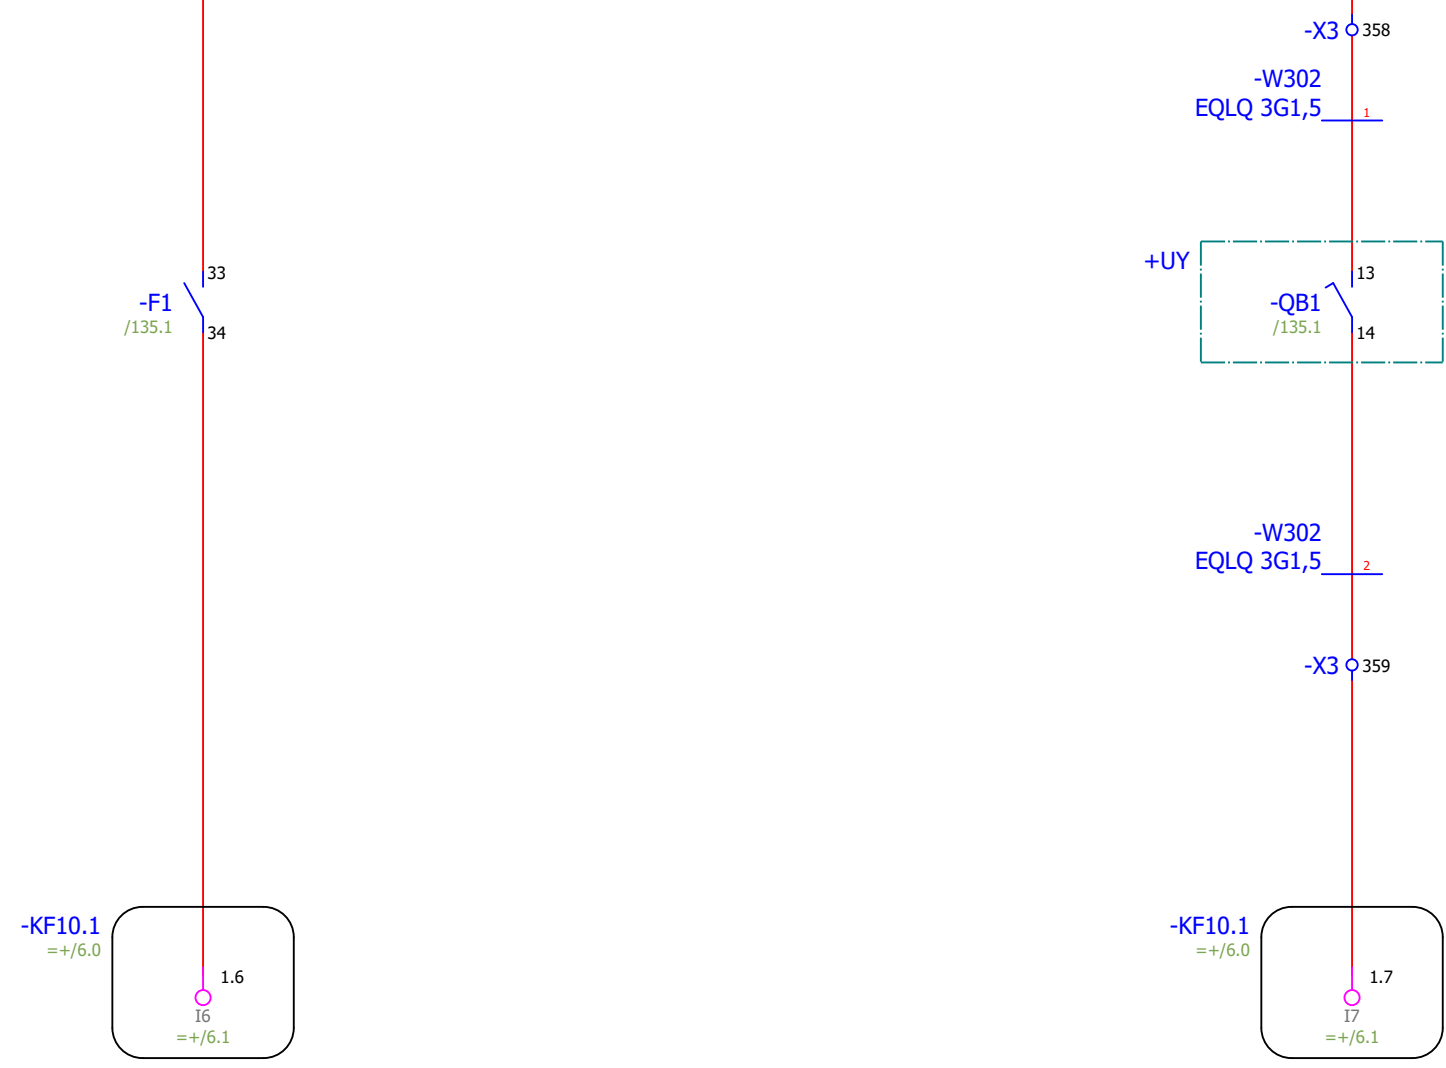 -X3 358
-W302
EQLQ 3G1,5 1
+UY
33
-F1
/135.1
34
13
-QB1
/135.1
14
-W302
EQLQ 3G1,5 2
-X3 359
-KF10.1
=+/6.0
1.6
I6
=+/6.1
-KF10.1
=+/6.0
1.7
I7
=+/6.1